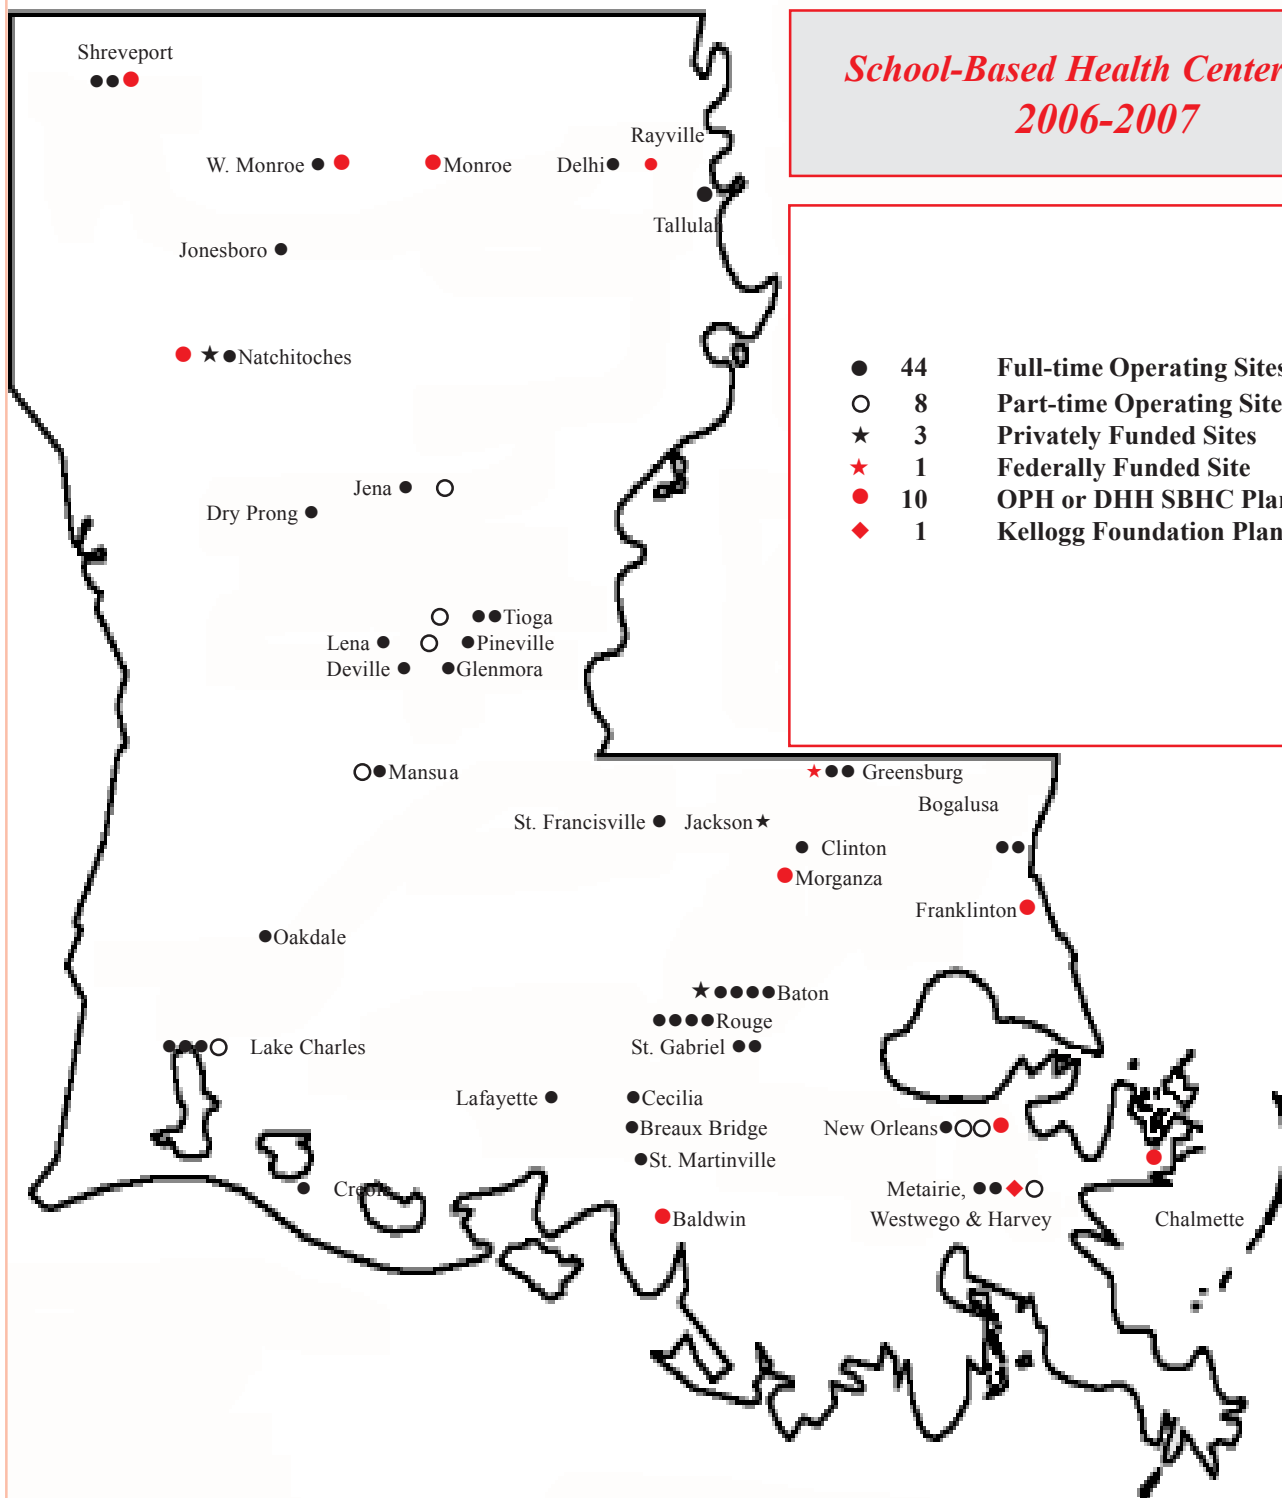 School-Based Health Center
2006-2007
Shreveport
Rayville
W. Monroe
Monroe
Delhi
Tallulah
Jonesboro
Natchitoches
44 Full-time Operating Sites
8 Part-time Operating Site
3 Privately Funded Sites
1 Federally Funded Site
10 OPH or DHH SBHC Plan
1 Kellogg Foundation Plan
Jena
Dry Prong
Tioga
Lena
Pineville
Deville
Glenmora
Mansua
Greensburg
Bogalusa
St. Francisville
Jackson
Clinton
Morganza
Franklinton
Oakdale
Baton
Rouge
St. Gabriel
Lake Charles
Lafayette
Cecilia
Breaux Bridge
New Orleans
St. Martinville
Creole
Metairie,
Westwego & Harvey
Baldwin
Chalmette